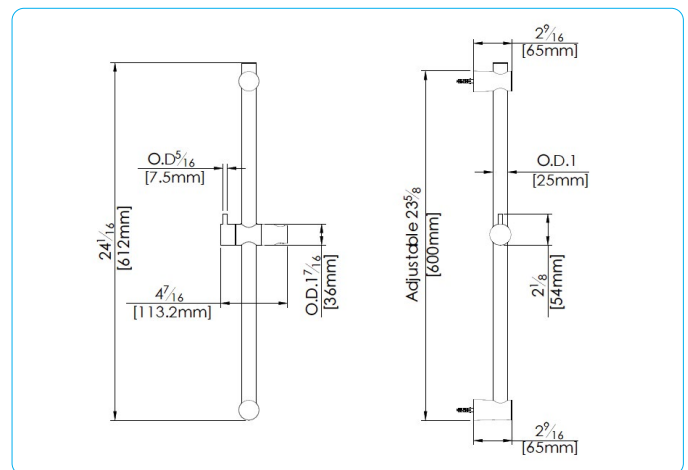 2 9/16
[65mm]
O.D 5/16
[7.5mm]
O.D.1
[25mm]
24 1/16
[612mm]
Adjustable 23 5/8
[600mm]
4 7/16
[113.2mm]
O.D.1 7/16
[36mm]
2 1/8
[54mm]
2 9/16
[65mm]